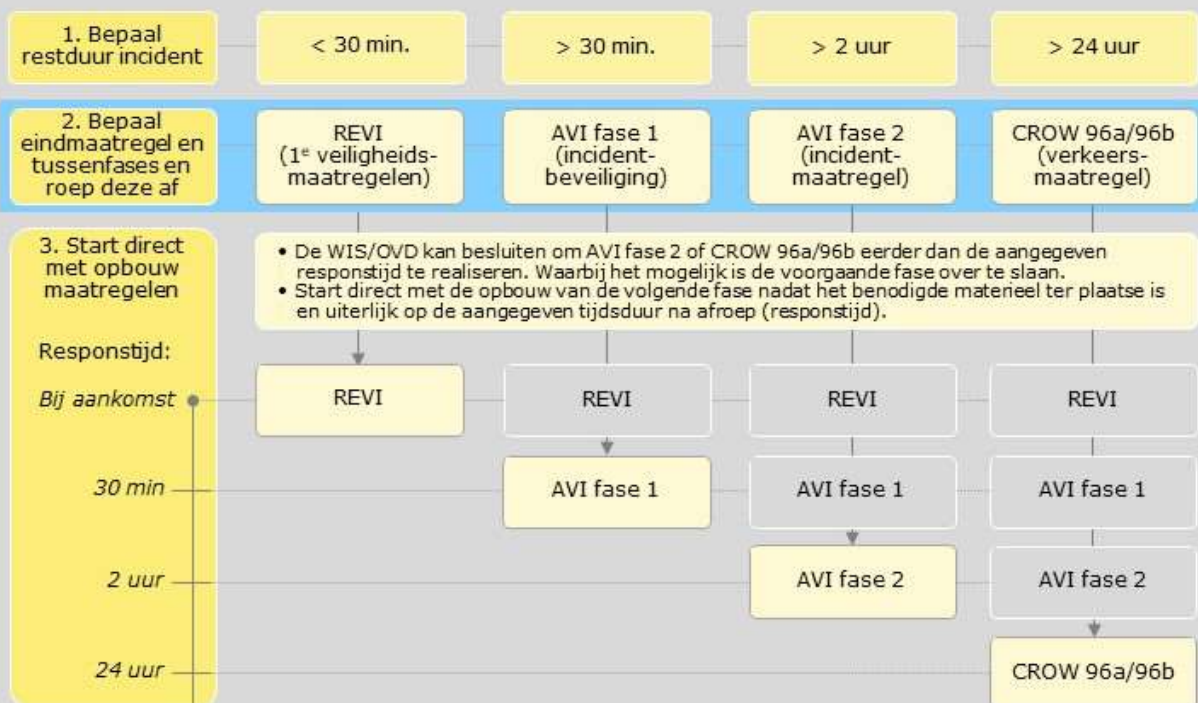 1. Bepaal
restduur incident
< 30 min.
> 30 min.
> 2 uur
> 24 uur
2. Bepaal
eindmaatregel en
tussenfases en
roep deze af
REVI
(1ᵉ veiligheids-
maatregelen)
AVI fase 1
(incident-
beveiliging)
AVI fase 2
(incident-
maatregel)
CROW 96a/96b
(verkeers-
maatregel)
3. Start direct
met opbouw
maatregelen
• De WIS/OVD kan besluiten om AVI fase 2 of CROW 96a/96b eerder dan de aangegeven
responstijd te realiseren. Waarbij het mogelijk is de voorgaande fase over te slaan.
• Start direct met de opbouw van de volgende fase nadat het benodigde materieel ter plaatse is
en uiterlijk op de aangegeven tijdsduur na afroep (responstijd).
Responstijd:
Bij aankomst
REVI
REVI
REVI
REVI
30 min
AVI fase 1
AVI fase 1
AVI fase 1
2 uur
AVI fase 2
AVI fase 2
24 uur
CROW 96a/96b